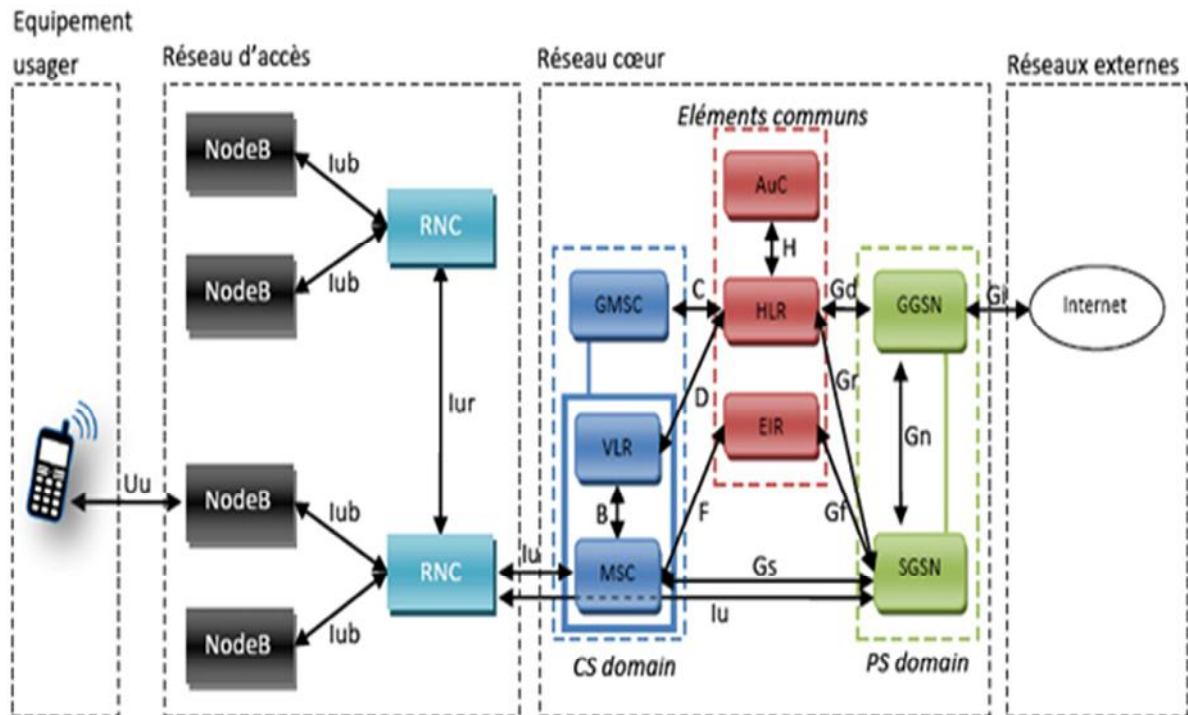 Equipement
usager
Réseau d'accès
Réseau cœur
Réseaux externes
Eléments communs
NodeB
Iub
AuC
RNC
H
NodeB
Iub
GMSC
C
HLR
Gd
GGSN
Gi
Internet
Iur
D
Gr
VLR
EIR
Gn
Uu
NodeB
Iub
B
F
Gf
RNC
Iu
MSC
Gs
SGSN
Iu
NodeB
Iub
CS domain
PS domain